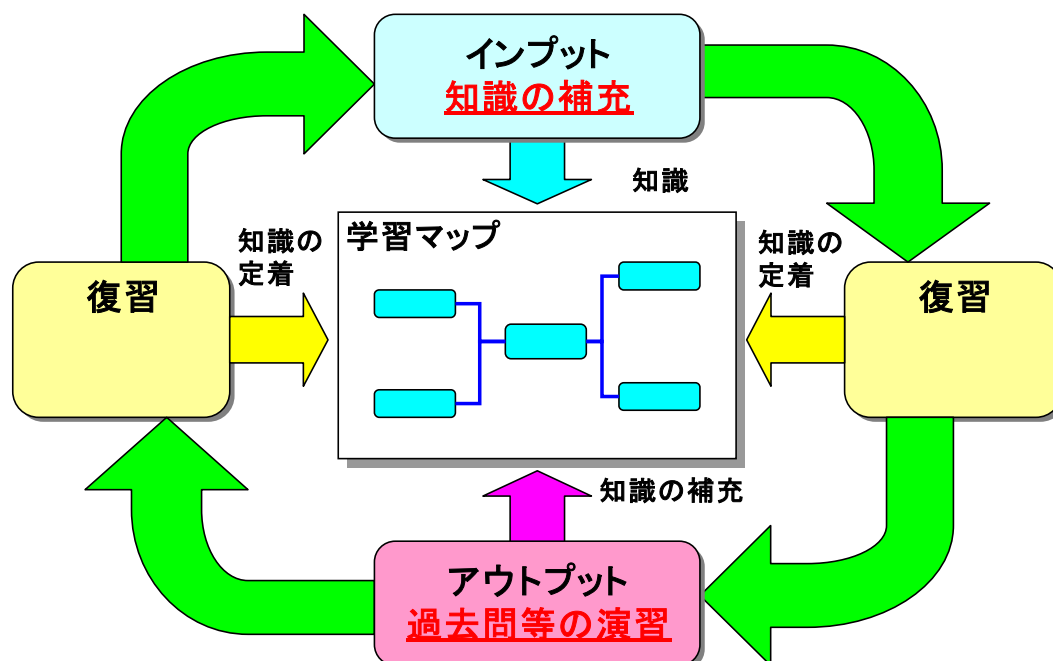 インプット
知識の補充
知識
学習マップ
知識の
定着
知識の
定着
復習
復習
知識の補充
アウトプット
過去問等の演習